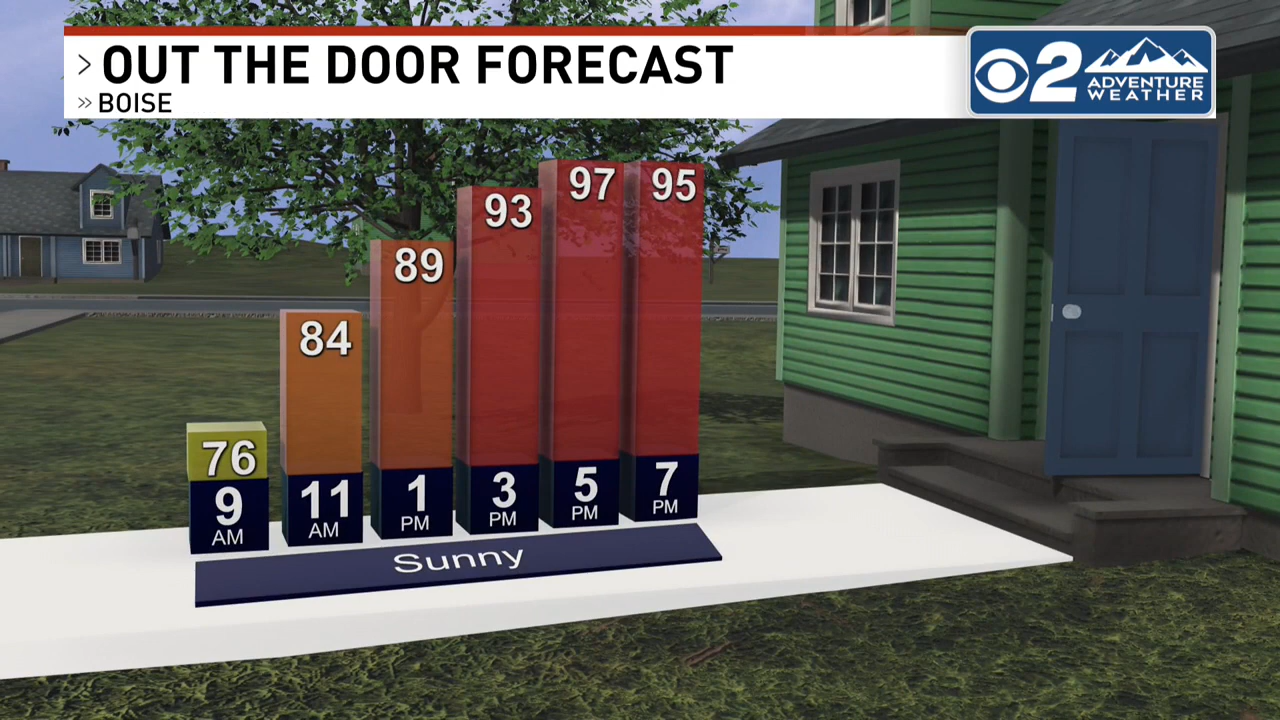 > OUT THE DOOR FORECAST
» BOISE
2
ADVENTURE
WEATHER
76
84
89
93
97
95
9
AM
11
AM
1
PM
3
PM
5
PM
7
PM
Sunny